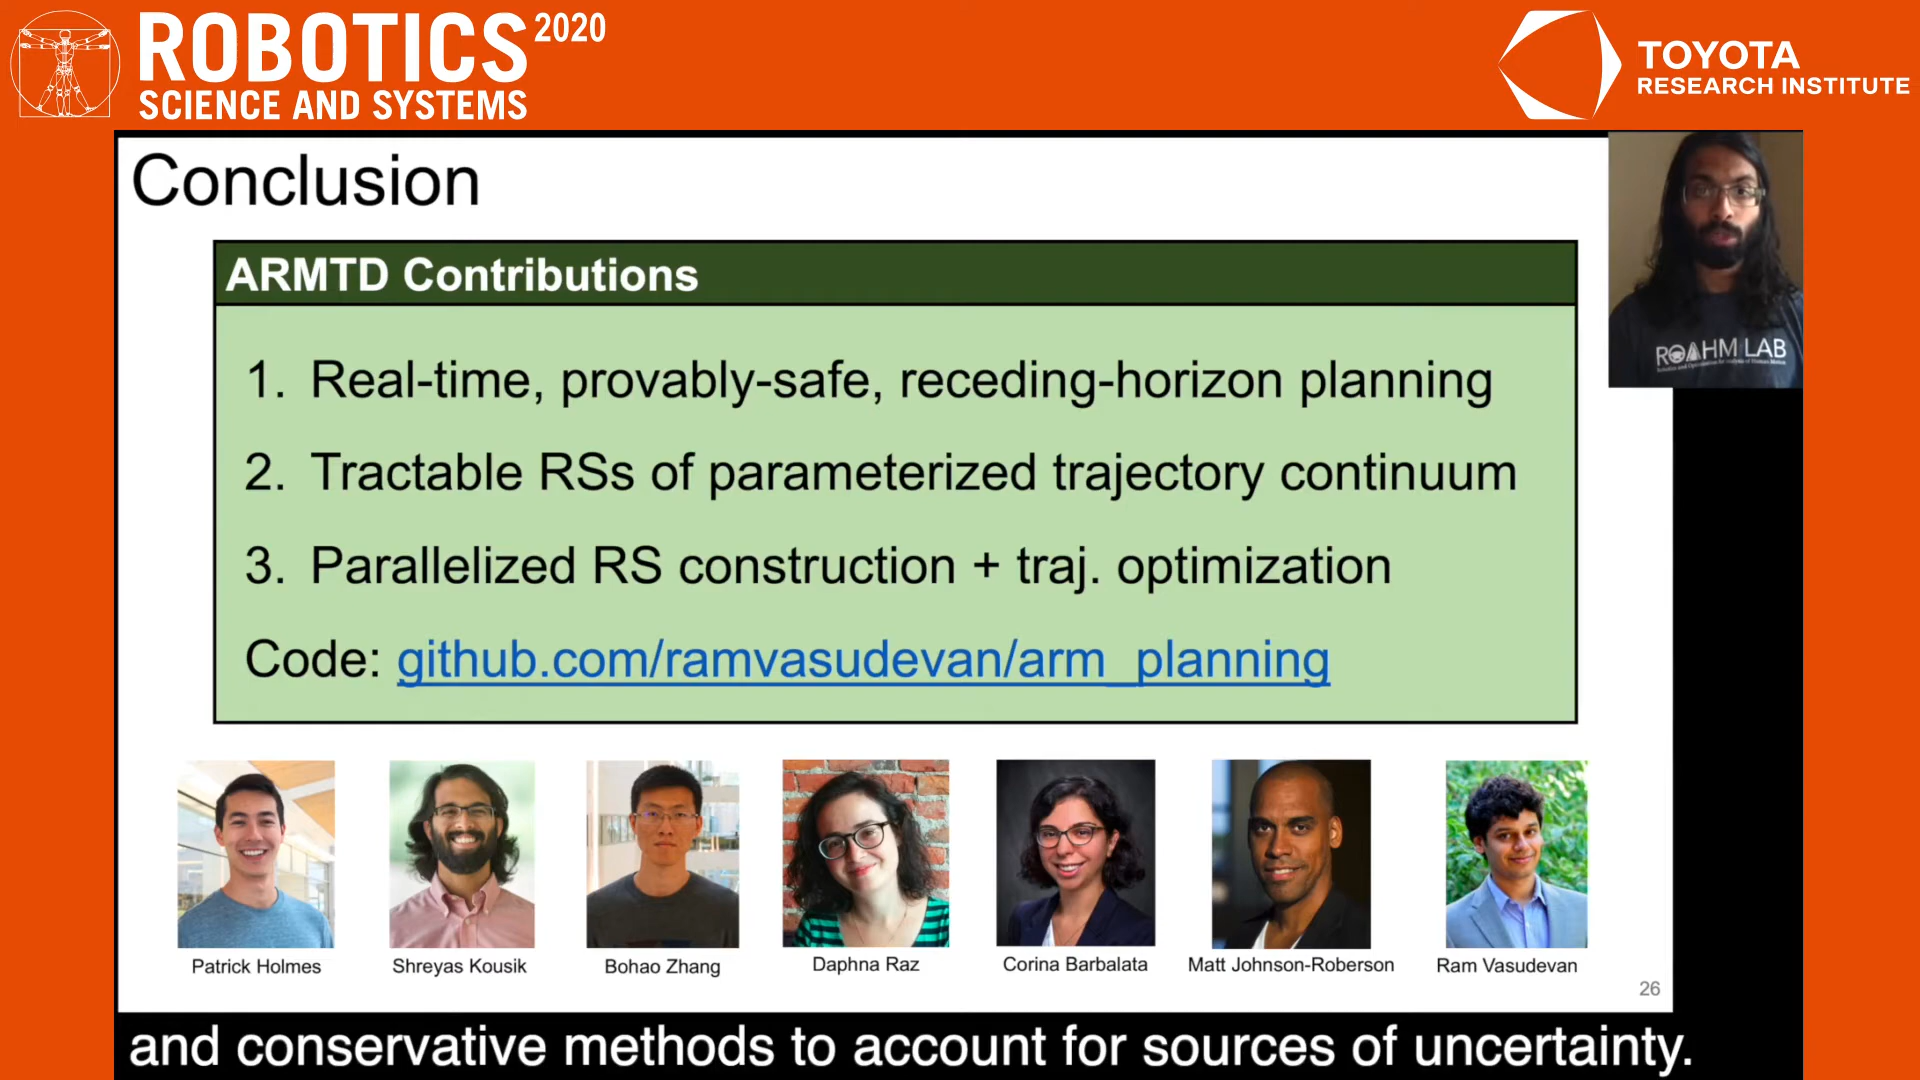 ROBOTICS 2020
SCIENCE AND SYSTEMS
TOYOTA
RESEARCH INSTITUTE
Conclusion
ARMTD Contributions
1. Real-time, provably-safe, receding-horizon planning
2. Tractable RSs of parameterized trajectory continuum
3. Parallelized RS construction + traj. optimization
Code: github.com/ramvasudevan/arm_planning
ROAHM LAB
Patrick Holmes
Shreyas Kousik
Bohao Zhang
Daphna Raz
Corina Barbalata
Matt Johnson-Roberson
Ram Vasudevan
26
and conservative methods to account for sources of uncertainty.